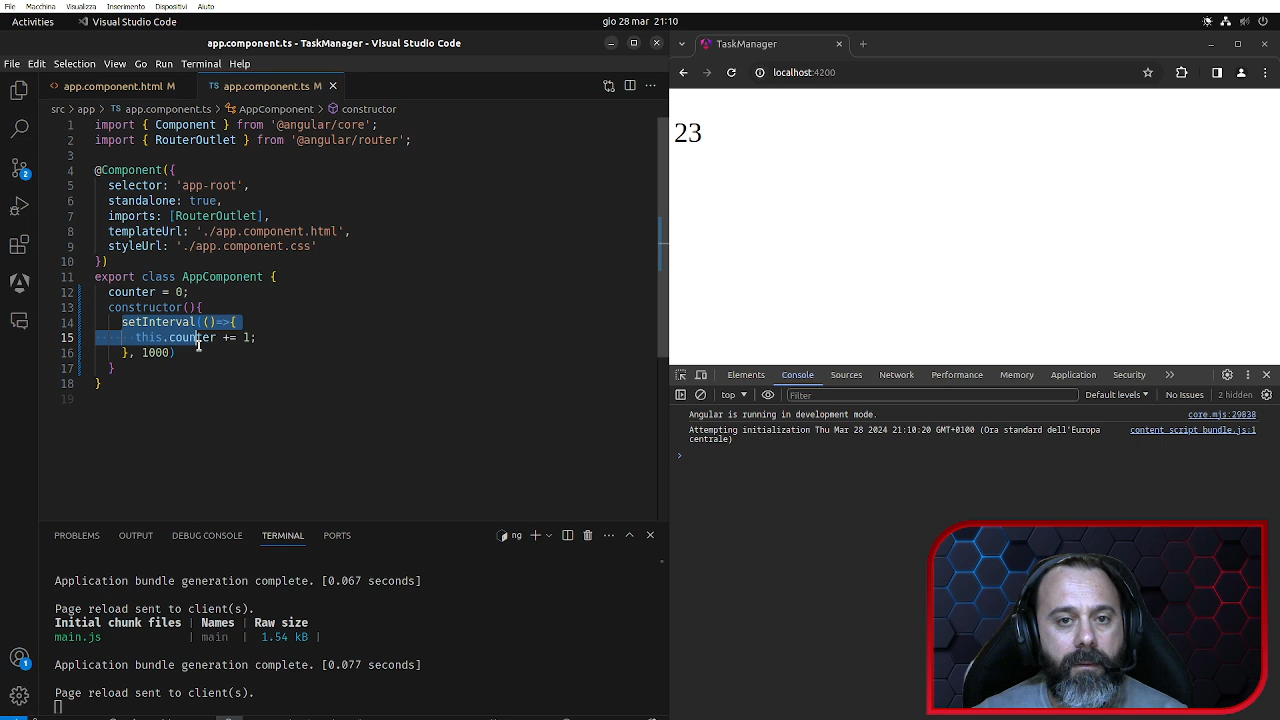 File Macchina Visualizza Inserimento Dispositivi Aiuto
Activities Visual Studio Code gio 28 mar 21:10
app.component.ts - TaskManager - Visual Studio Code
File Edit Selection View Go Run Terminal Help
app.component.html M TS app.component.ts M
src > app > TS app.component.ts > AppComponent > constructor
1 import { Component } from '@angular/core';
2 import { RouterOutlet } from '@angular/router';
3
4 @Component({
5 selector: 'app-root',
6 standalone: true,
7 imports: [RouterOutlet],
8 templateUrl: './app.component.html',
9 styleUrl: './app.component.css'
10 })
11 export class AppComponent {
12 counter = 0;
13 constructor(){
14 setInterval(()=>{
15 this.counter += 1;
16 }, 1000)
17 }
18 }
19
2
1
PROBLEMS OUTPUT DEBUG CONSOLE TERMINAL PORTS ng
Application bundle generation complete. [0.067 seconds]
Page reload sent to client(s).
Initial chunk files | Names | Raw size
main.js | main | 1.54 kB |
Application bundle generation complete. [0.077 seconds]
Page reload sent to client(s).
TaskManager
localhost:4200
23
Elements Console Sources Network Performance Memory Application Security
top Filter Default levels No Issues 2 hidden
Angular is running in development mode. core.mjs:29838
Attempting initialization Thu Mar 28 2024 21:10:20 GMT+0100 (Ora standard dell'Europa content script bundle.js:1
centrale)